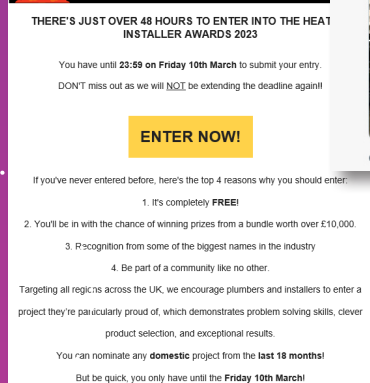 THERE'S JUST OVER 48 HOURS TO ENTER INTO THE HEAT
INSTALLER AWARDS 2023
You have until 23:59 on Friday 10th March to submit your entry.
DON'T miss out as we will NOT be extending the deadline again!!
ENTER NOW!
If you've never entered before, here's the top 4 reasons why you should enter:
1. It's completely FREE!
2. You'll be in with the chance of winning prizes from a bundle worth over £10,000.
3. Recognition from some of the biggest names in the industry
4. Be part of a community like no other.
Targeting all regions across the UK, we encourage plumbers and installers to enter a
project they're particularly proud of, which demonstrates problem solving skills, clever
product selection, and exceptional results.
You can nominate any domestic project from the last 18 months!
But be quick, you only have until the Friday 10th March!